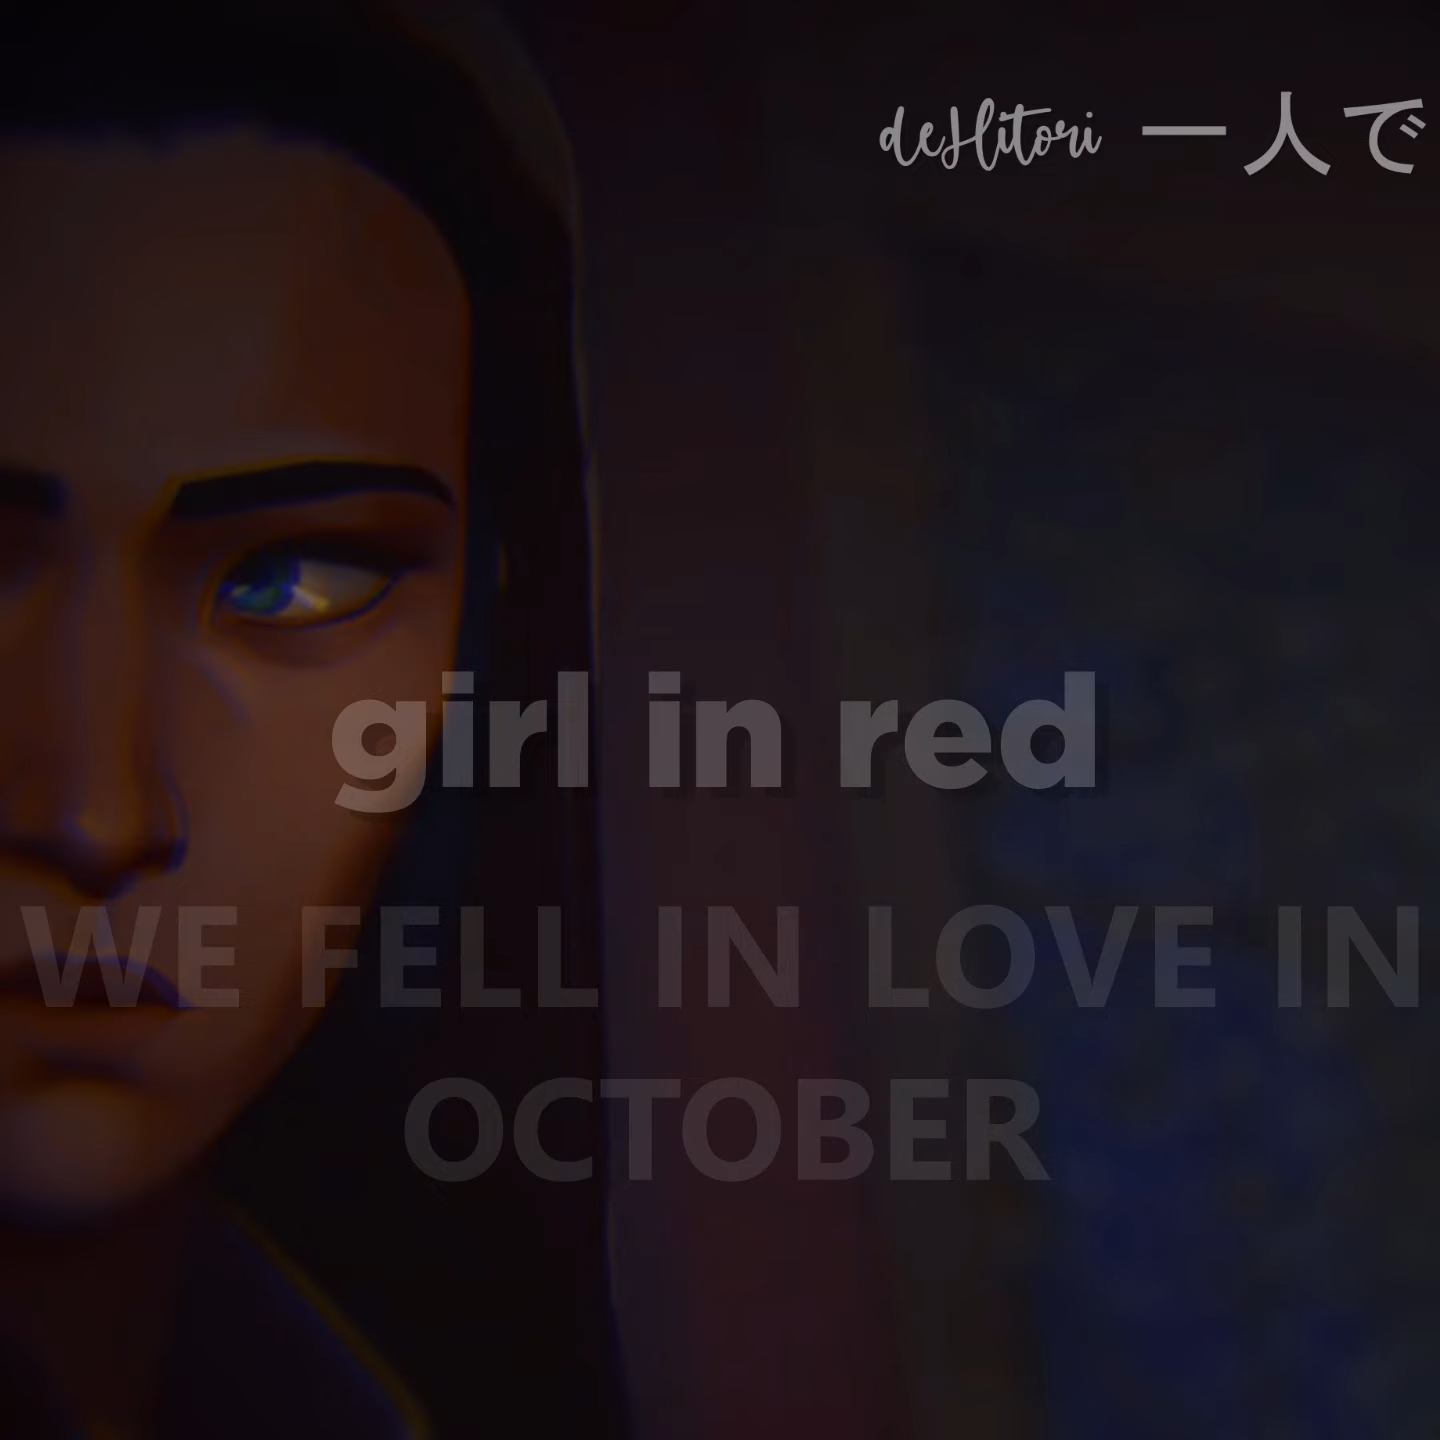 deHitori 一人で
girl in red
WE FELL IN LOVE IN
OCTOBER